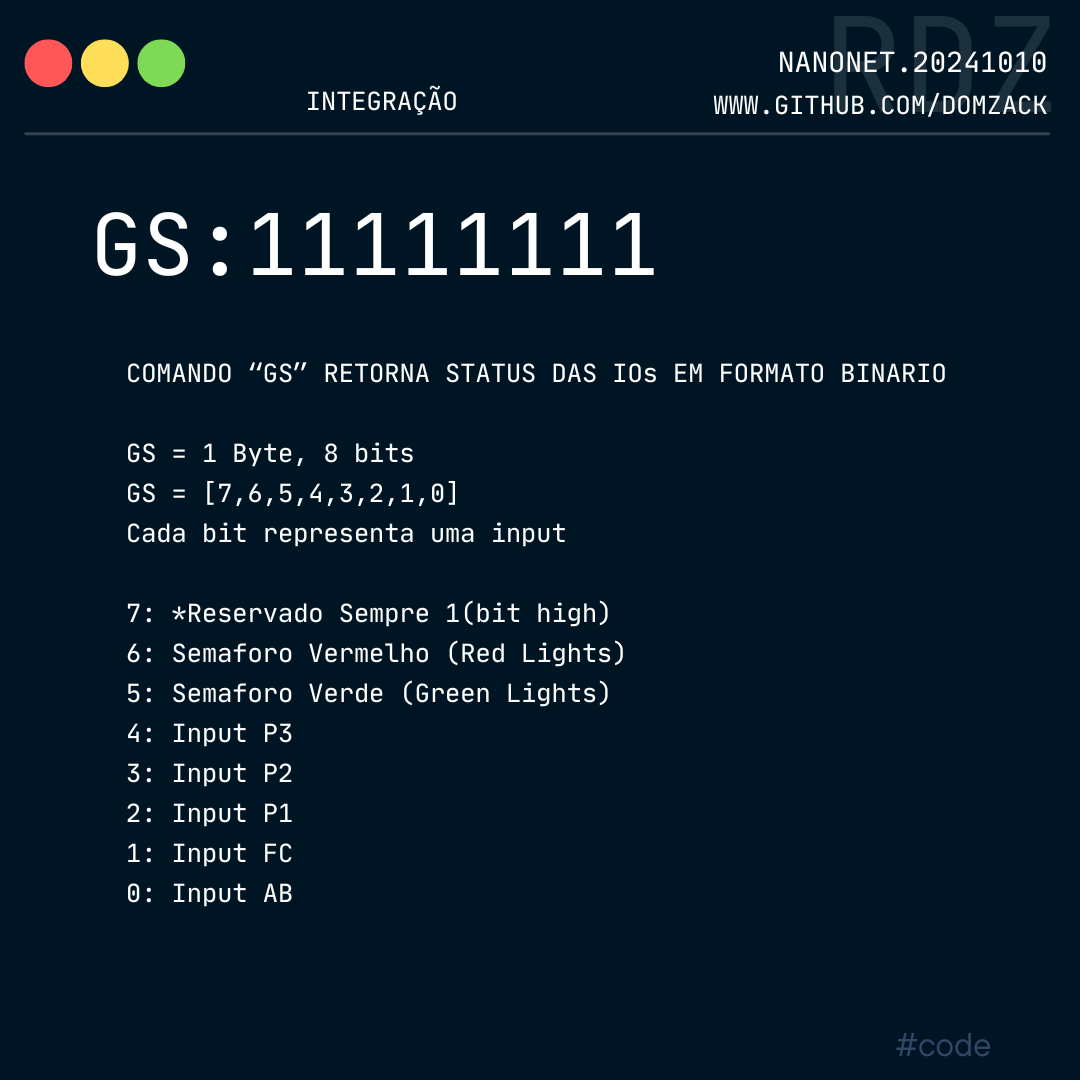 RDZ
NANONET.20241010
INTEGRAÇÃO
WWW.GITHUB.COM/DOMZACK
GS:11111111
COMANDO “GS” RETORNA STATUS DAS IOs EM FORMATO BINARIO
GS = 1 Byte, 8 bits
GS = [7,6,5,4,3,2,1,0]
Cada bit representa uma input
7: *Reservado Sempre 1(bit high)
6: Semaforo Vermelho (Red Lights)
5: Semaforo Verde (Green Lights)
4: Input P3
3: Input P2
2: Input P1
1: Input FC
0: Input AB
#code